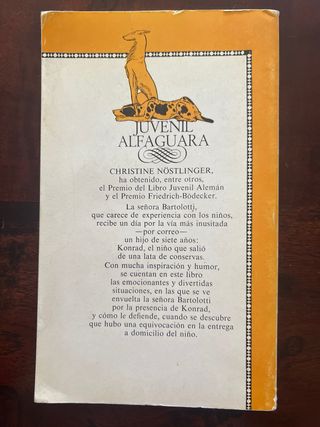 JUVENIL
ALFAGUARA
CHRISTINE NÖSTLINGER,
ha obtenido, entre otros,
el Premio del Libro Juvenil Alemán
y el Premio Friedrich-Bödecker.
La señora Bartolotti,
que carece de experiencia con los niños,
recibe un día por la vía más inusitada
—por correo—
un hijo de siete años:
Konrad, el niño que salió
de una lata de conservas.
Con mucha inspiración y humor,
se cuentan en este libro
las emocionantes y divertidas
situaciones, en las que se ve
envuelta la señora Bartolotti
por la presencia de Konrad,
y cómo le defiende, cuando se descubre
que hubo una equivocación en la entrega
a domicilio del niño.